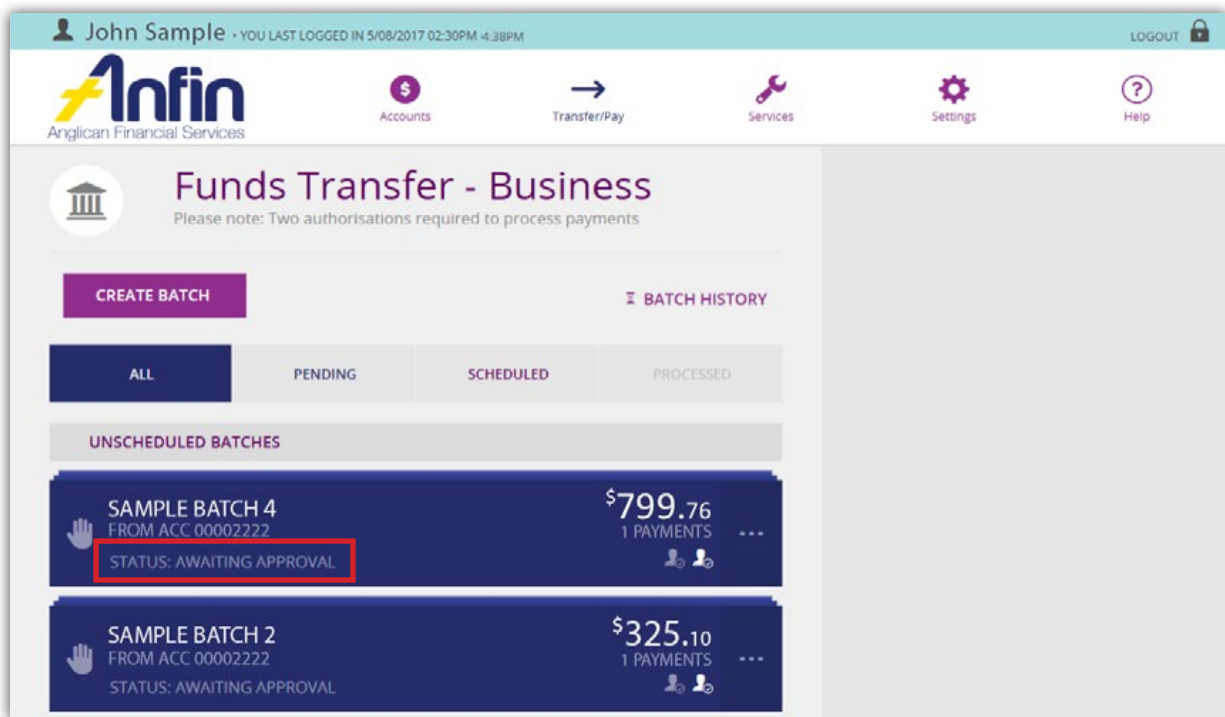 John Sample • YOU LAST LOGGED IN 5/08/2017 02:30PM -4:38PM
LOGOUT
Anfin
Anglican Financial Services
Accounts
Transfer/Pay
Services
Settings
? Help
Funds Transfer - Business
Please note: Two authorisations required to process payments
CREATE BATCH
BATCH HISTORY
ALL
PENDING
SCHEDULED
PROCESSED
UNSCHEDULED BATCHES
SAMPLE BATCH 4
$799.76
FROM ACC 00002222
1 PAYMENTS
STATUS: AWAITING APPROVAL
SAMPLE BATCH 2
$325.10
FROM ACC 00002222
1 PAYMENTS
STATUS: AWAITING APPROVAL